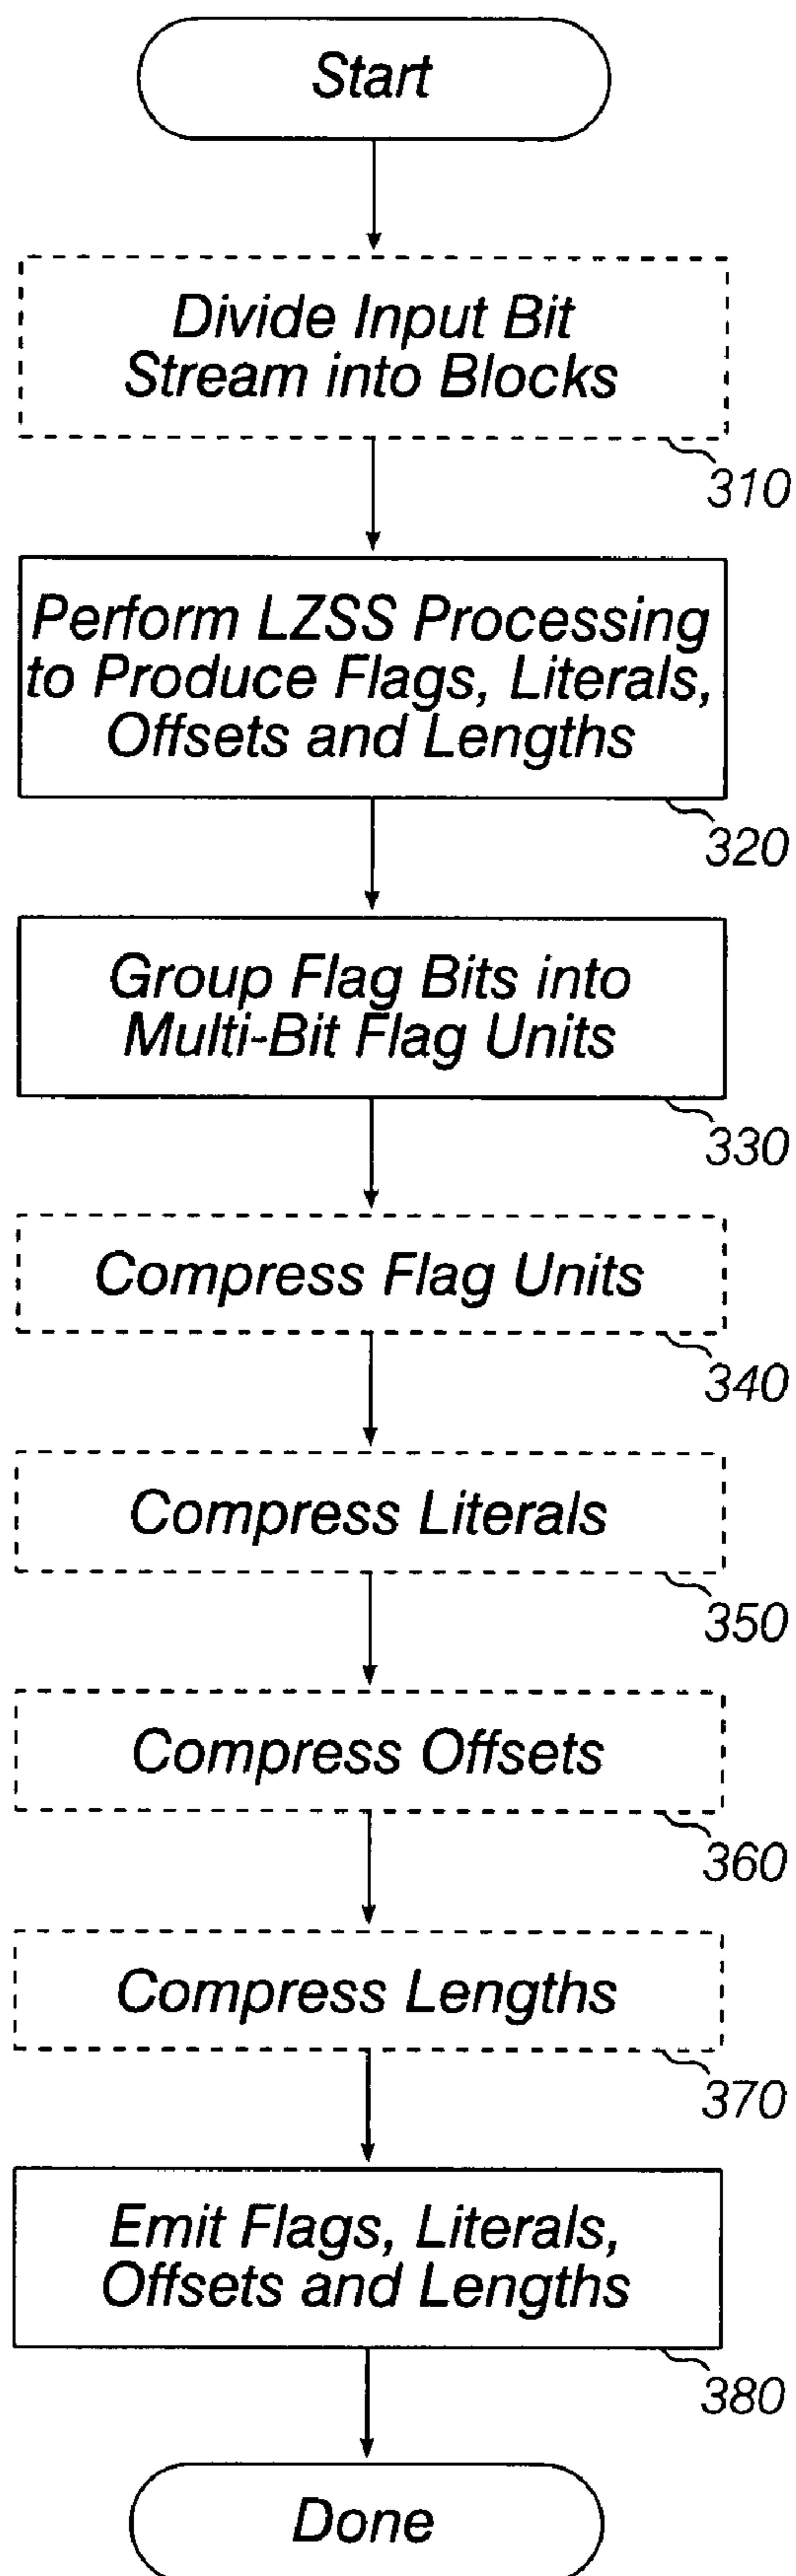 Start
Divide Input Bit
Stream into Blocks
310
Perform LZSS Processing
to Produce Flags, Literals,
Offsets and Lengths
320
Group Flag Bits into
Multi-Bit Flag Units
330
Compress Flag Units
340
Compress Literals
350
Compress Offsets
360
Compress Lengths
370
Emit Flags, Literals,
Offsets and Lengths
380
Done